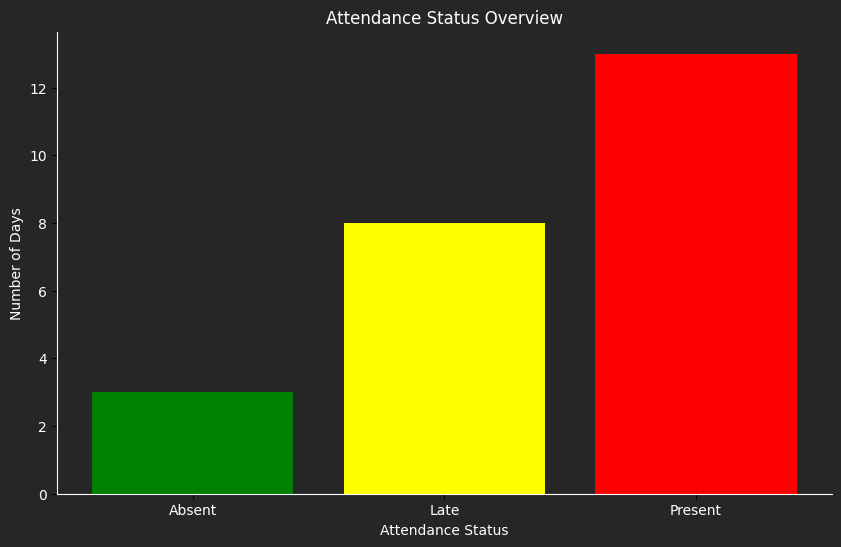 Attendance Status Overview
Number of Days
12
10
8
6
4
2
0
Absent Late Present
Attendance Status